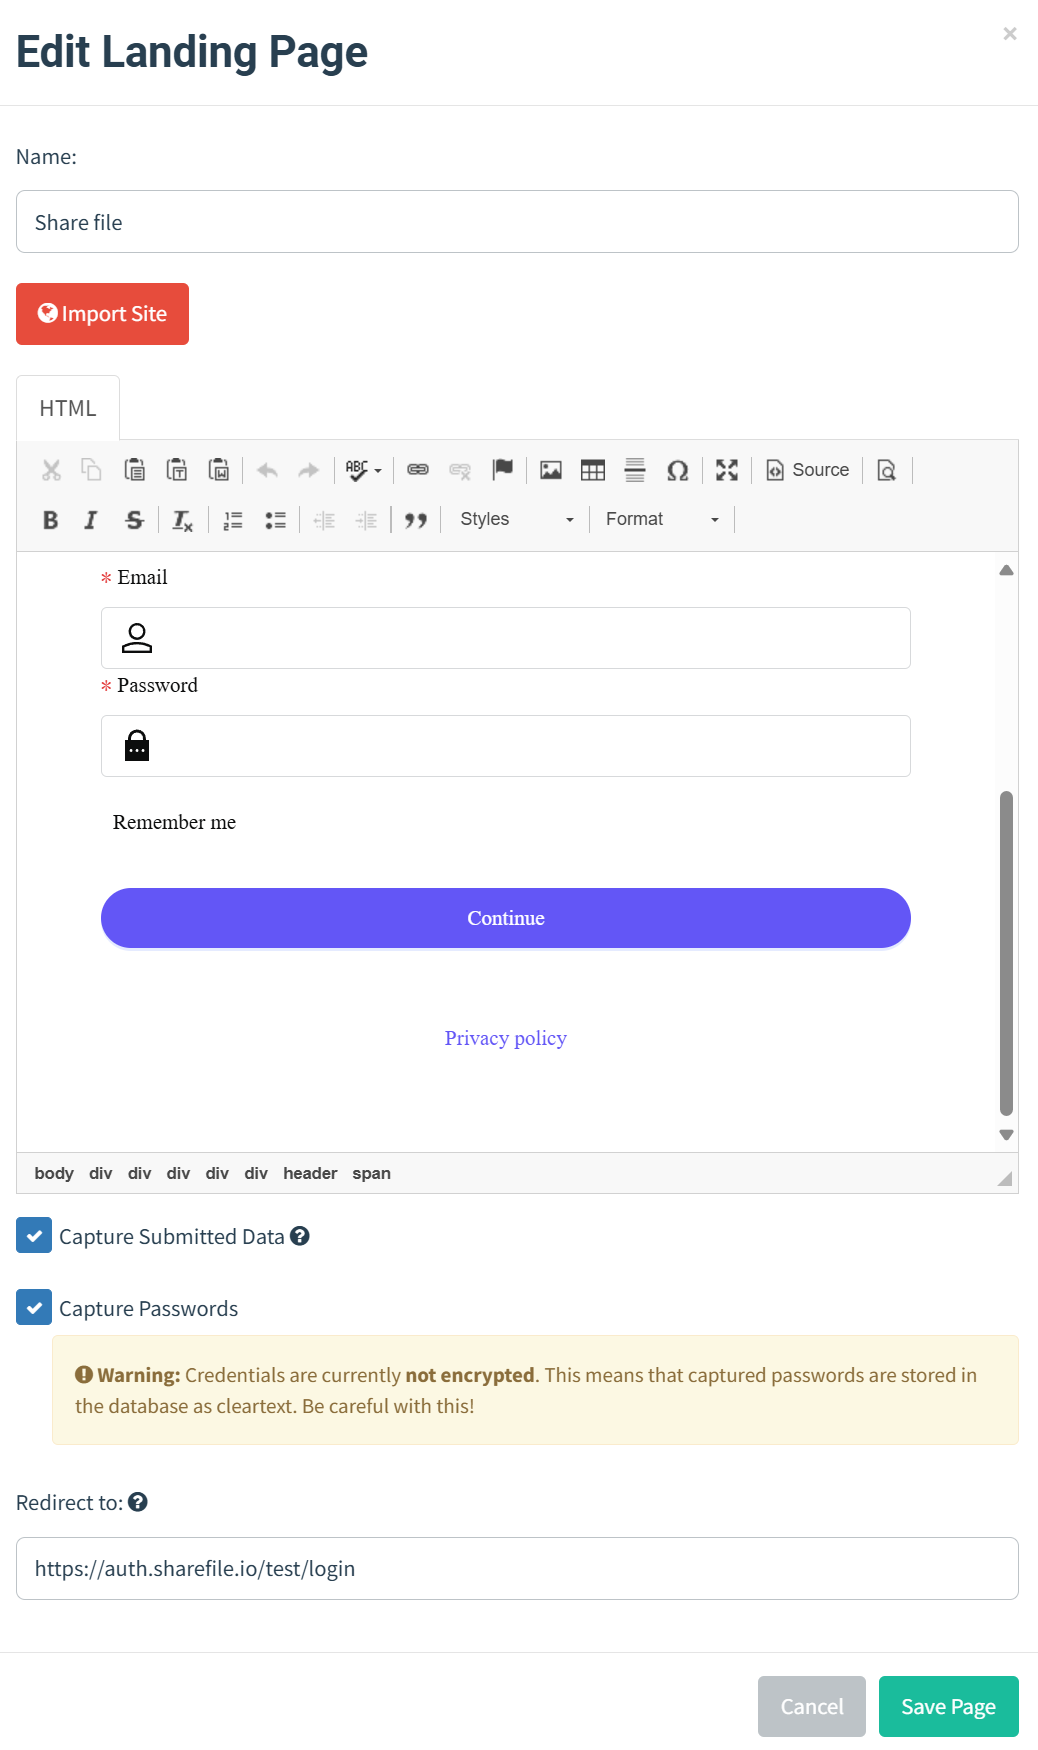 Edit Landing Page
×
Name:
Share file
Import Site
HTML
ABC
Source
B I S Tx
Styles
Format
* Email
* Password
Remember me
Continue
Privacy policy
body div div div div div header span
Capture Submitted Data
Capture Passwords
Warning: Credentials are currently not encrypted. This means that captured passwords are stored in
the database as cleartext. Be careful with this!
Redirect to:
https://auth.sharefile.io/test/login
Cancel
Save Page